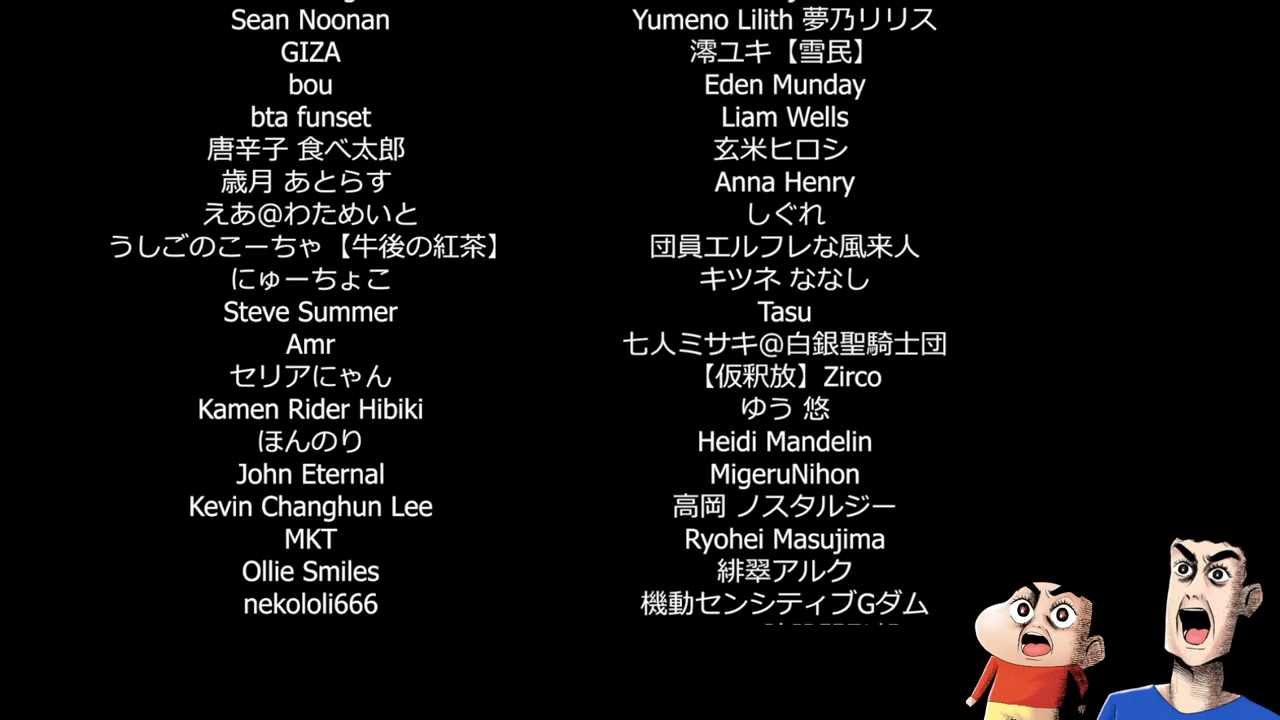 Sean Noonan
GIZA
bou
bta funset
唐辛子 食べ太郎
歳月 あとらす
えあ@わためいと
うしごのこーちゃ【牛後の紅茶】
にゅーちょこ
Steve Summer
Amr
セリアにゃん
Kamen Rider Hibiki
ほんのり
John Eternal
Kevin Changhun Lee
MKT
Ollie Smiles
nekololi666
Yumeno Lilith 夢乃リリス
澪ユキ【雪民】
Eden Munday
Liam Wells
玄米ヒロシ
Anna Henry
しぐれ
団員エルフレな風来人
キツネ ななし
Tasu
七人ミサキ@白銀聖騎士団
【仮釈放】Zirco
ゆう 悠
Heidi Mandelin
MigeruNihon
高岡 ノスタルジー
Ryohei Masujima
緋翠アルク
機動センシティブGダム